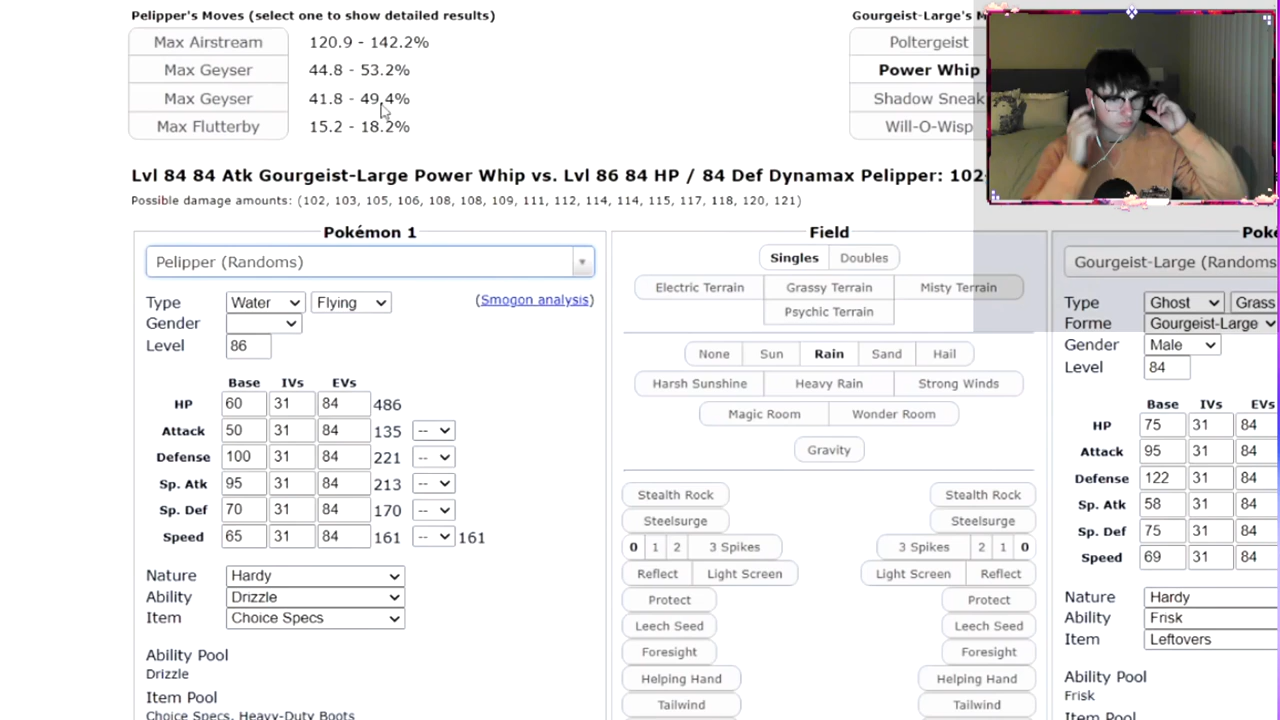 Pelipper's Moves (select one to show detailed results)
Max Airstream 120.9 - 142.2%
Max Geyser 44.8 - 53.2%
Max Geyser 41.8 - 49.4%
Max Flutterby 15.2 - 18.2%
Gourgeist-Large's M
Poltergeist
Power Whip
Shadow Sneak
Will-O-Wisp
Lvl 84 84 Atk Gourgeist-Large Power Whip vs. Lvl 86 84 HP / 84 Def Dynamax Pelipper: 102-
Possible damage amounts: (102, 103, 105, 106, 108, 108, 109, 111, 112, 114, 114, 115, 117, 118, 120, 121)
Pokémon 1
Pelipper (Randoms)
Type Water Flying (Smogon analysis)
Gender
Level 86
Base IVs EVs
HP 60 31 84 486
Attack 50 31 84 135 --
Defense 100 31 84 221 --
Sp. Atk 95 31 84 213 --
Sp. Def 70 31 84 170 --
Speed 65 31 84 161 -- 161
Nature Hardy
Ability Drizzle
Item Choice Specs
Ability Pool
Drizzle
Item Pool
Choice Specs, Heavy-Duty Boots
Field
Singles Doubles
Electric Terrain Grassy Terrain Misty Terrain
Psychic Terrain
None Sun Rain Sand Hail
Harsh Sunshine Heavy Rain Strong Winds
Magic Room Wonder Room
Gravity
Stealth Rock Stealth Rock
Steelsurge Steelsurge
0 1 2 3 Spikes 3 Spikes 2 1 0
Reflect Light Screen Light Screen Reflect
Protect Protect
Leech Seed Leech Seed
Foresight Foresight
Helping Hand Helping Hand
Tailwind Tailwind
Poké
Gourgeist-Large (Randoms
Type Ghost Grass
Forme Gourgeist-Large
Gender Male
Level 84
Base IVs EVs
HP 75 31 84
Attack 95 31 84
Defense 122 31 84
Sp. Atk 58 31 84
Sp. Def 75 31 84
Speed 69 31 84
Nature Hardy
Ability Frisk
Item Leftovers
Ability Pool
Frisk
Item Pool